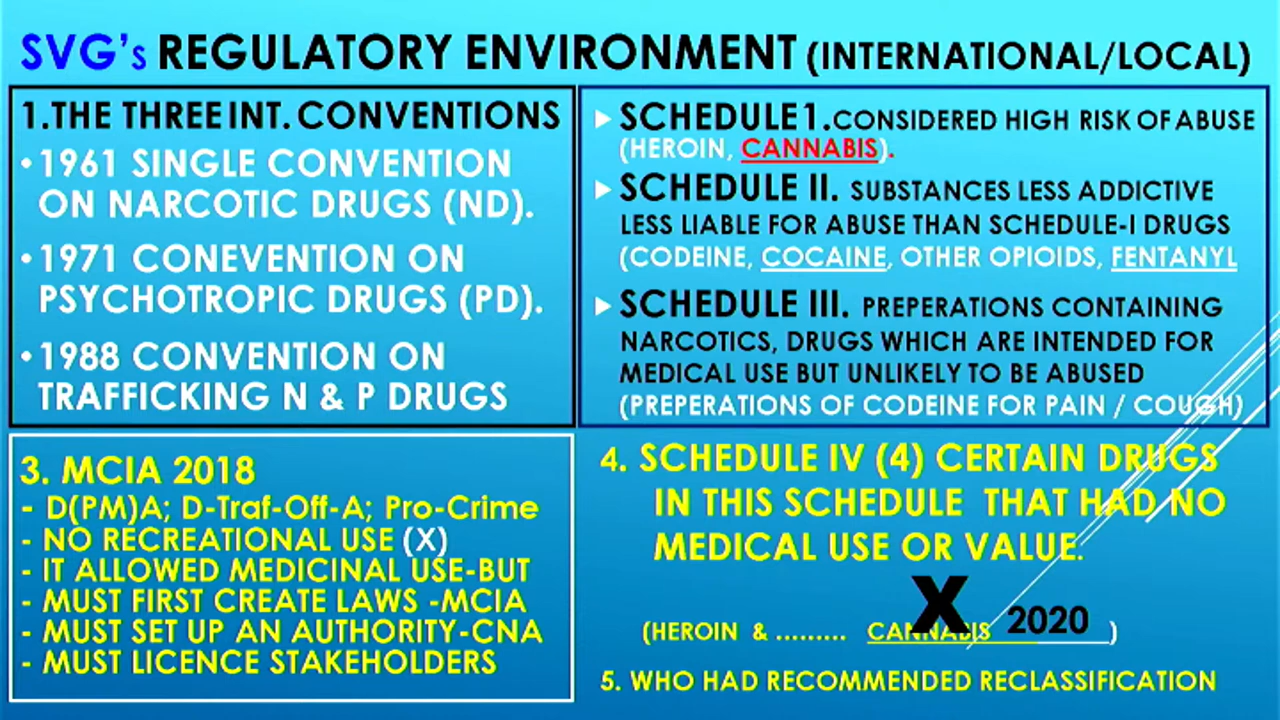 SVG's REGULATORY ENVIRONMENT (INTERNATIONAL/LOCAL)
1.THE THREE INT. CONVENTIONS
• 1961 SINGLE CONVENTION
ON NARCOTIC DRUGS (ND).
• 1971 CONEVENTION ON
PSYCHOTROPIC DRUGS (PD).
• 1988 CONVENTION ON
TRAFFICKING N & P DRUGS
SCHEDULE 1.CONSIDERED HIGH RISK OF ABUSE
(HEROIN, CANNABIS).
SCHEDULE II. SUBSTANCES LESS ADDICTIVE
LESS LIABLE FOR ABUSE THAN SCHEDULE-I DRUGS
(CODEINE, COCAINE, OTHER OPIOIDS, FENTANYL
SCHEDULE III. PREPERATIONS CONTAINING
NARCOTICS, DRUGS WHICH ARE INTENDED FOR
MEDICAL USE BUT UNLIKELY TO BE ABUSED
(PREPERATIONS OF CODEINE FOR PAIN / COUGH)
3. MCIA 2018
- D(PM)A; D-Traf-Off-A; Pro-Crime
- NO RECREATIONAL USE (X)
- IT ALLOWED MEDICINAL USE-BUT
- MUST FIRST CREATE LAWS -MCIA
- MUST SET UP AN AUTHORITY-CNA
- MUST LICENCE STAKEHOLDERS
4. SCHEDULE IV (4) CERTAIN DRUGS
IN THIS SCHEDULE THAT HAD NO
MEDICAL USE OR VALUE.
(HEROIN & ......... CANNABIS X 2020 )
5. WHO HAD RECOMMENDED RECLASSIFICATION